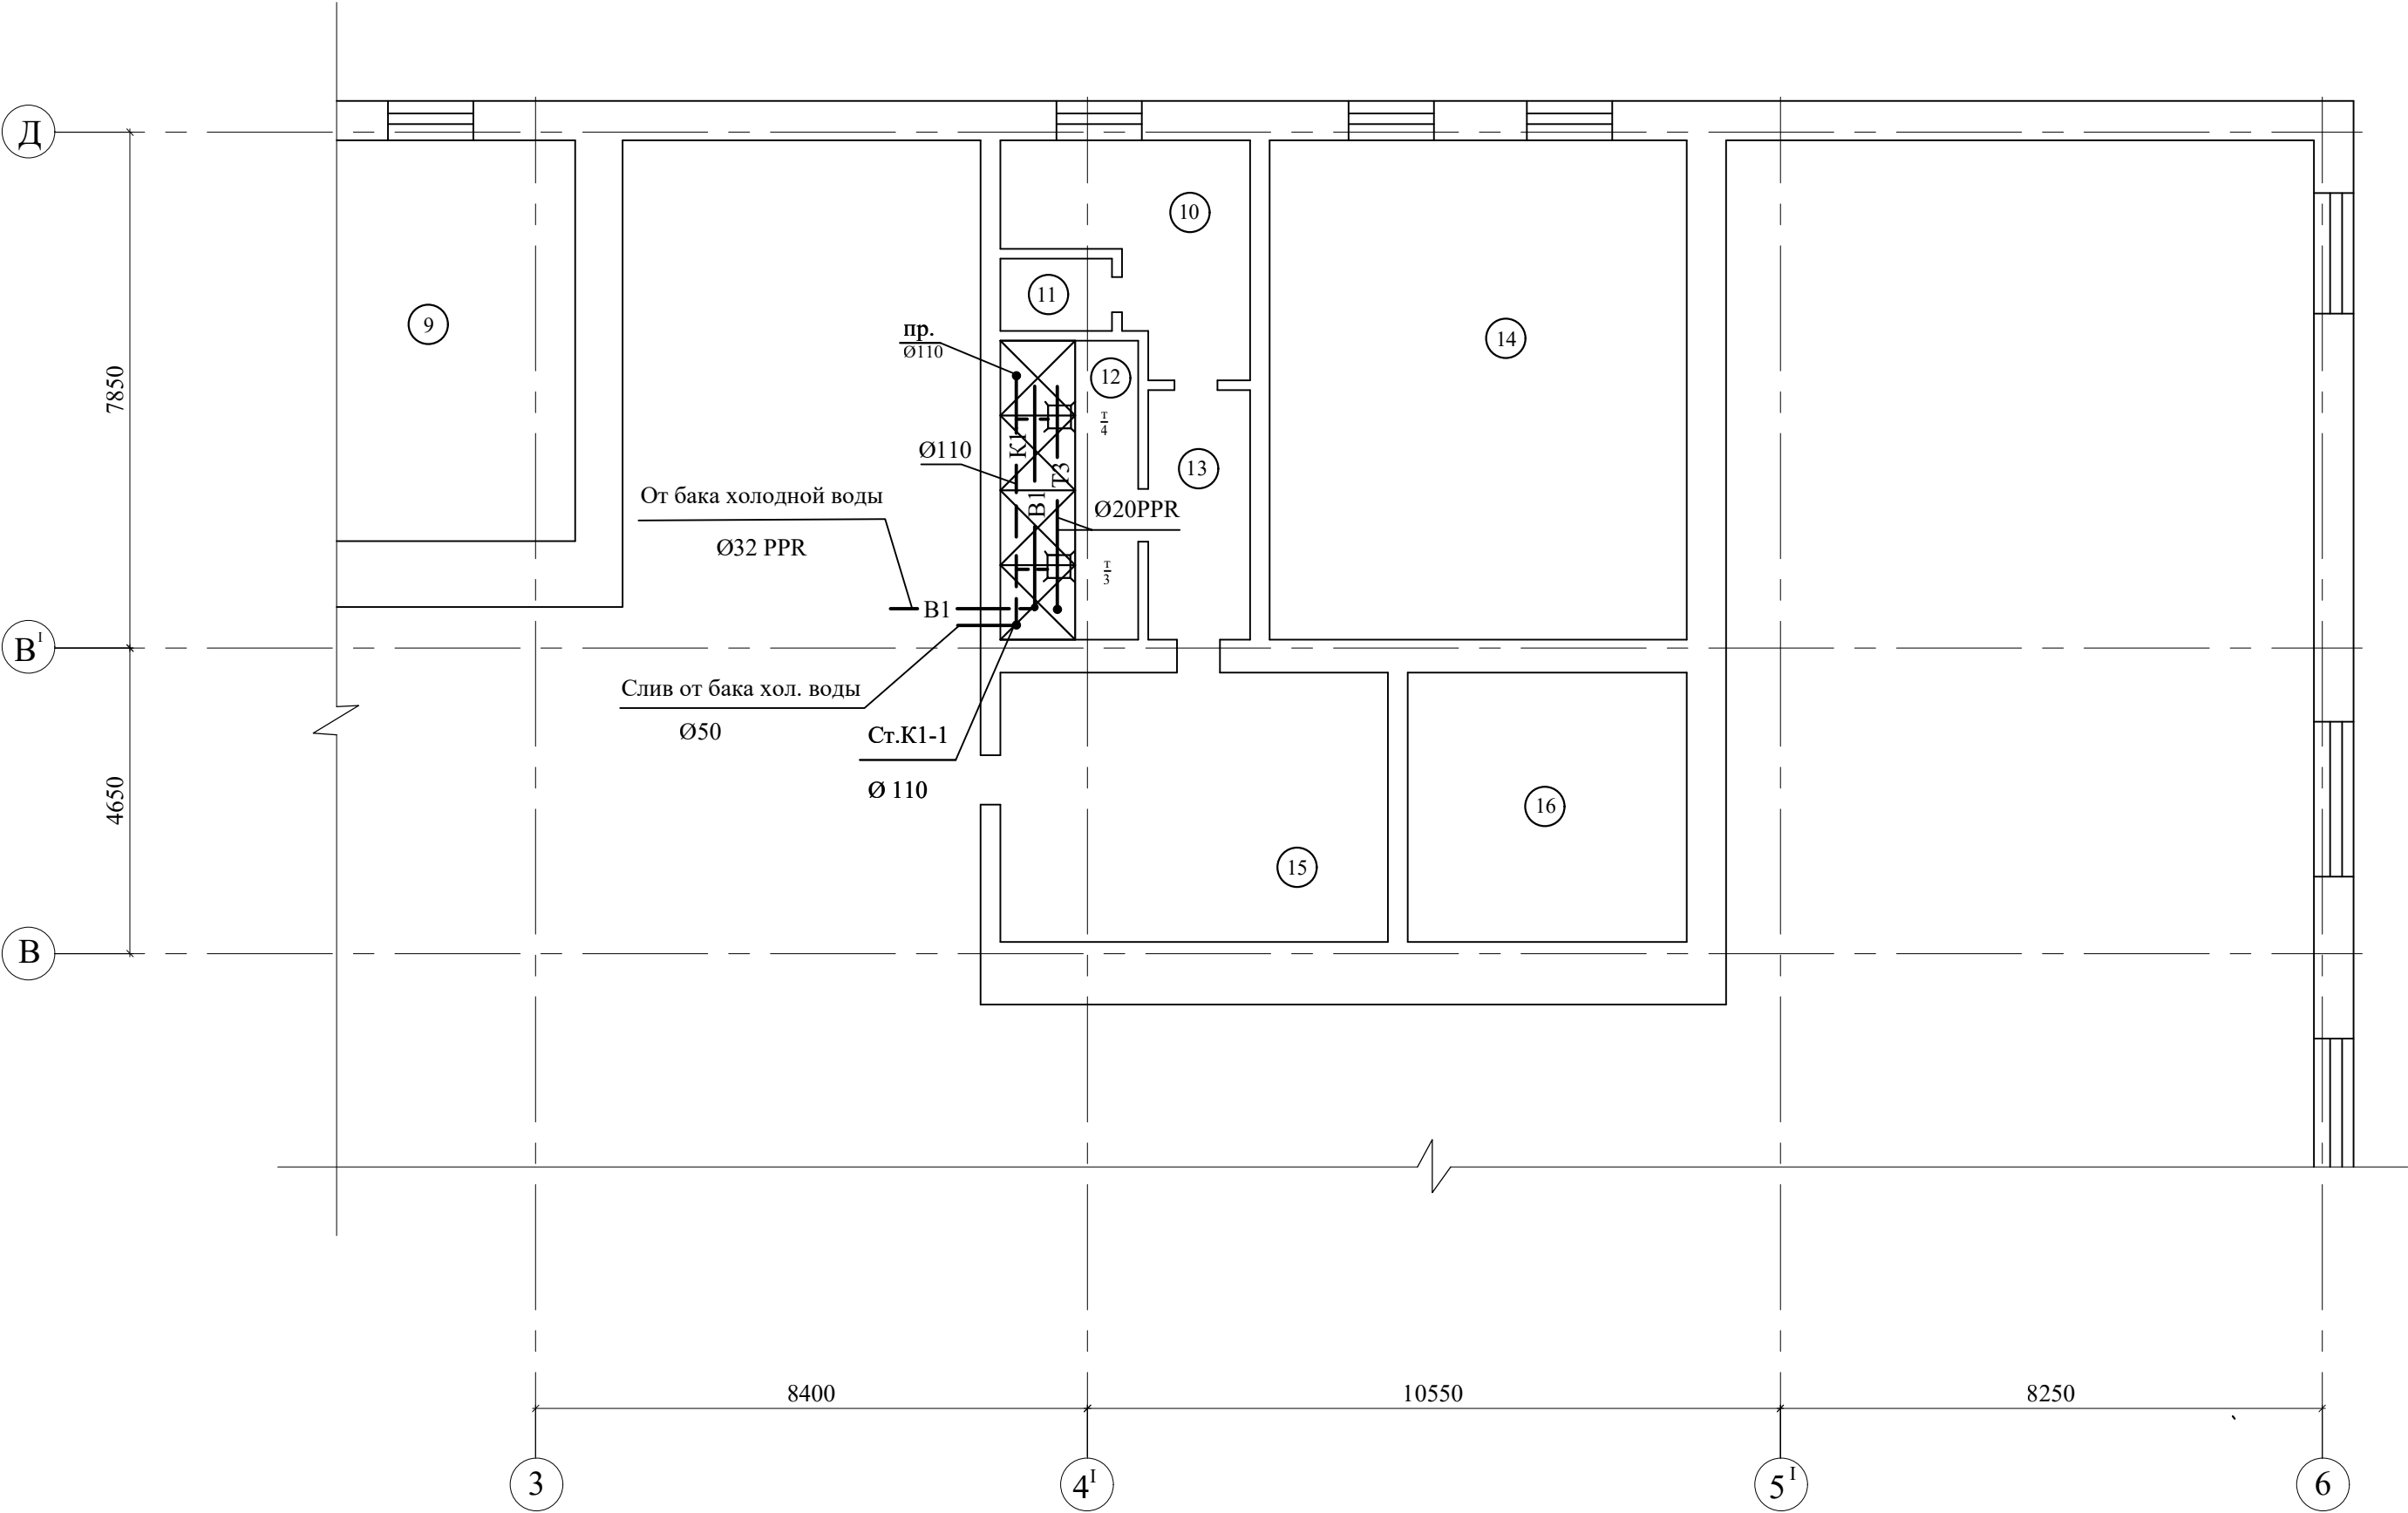 Д
10
11
9
пр.
Ø110
12
14
7850
т
4
К1
Ø110
Т3
13
От бака холодной воды
В1
Ø20PPR
Ø32 PPR
т
3
В1
Вᴵ
Слив от бака хол. воды
Ø50
Ст.К1-1
Ø 110
4650
16
15
В
8400
10550
8250
3
4ᴵ
5ᴵ
6